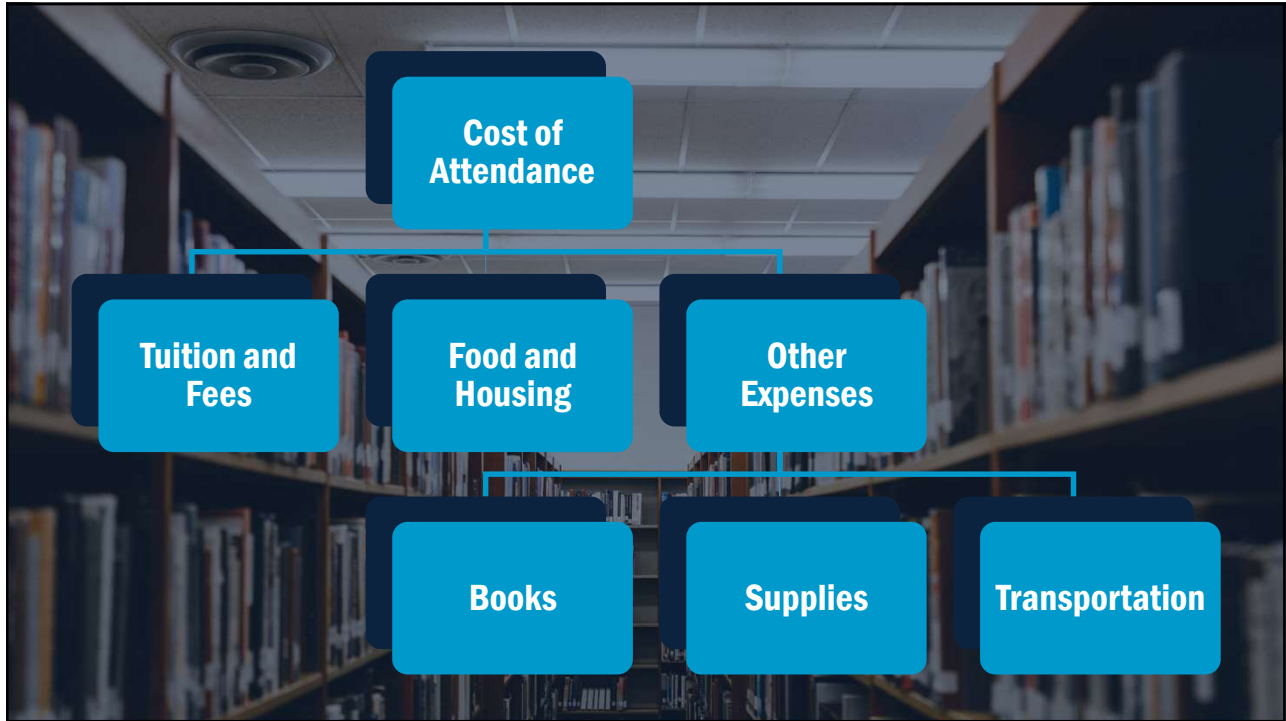 Cost of
Attendance
Tuition and
Fees
Food and
Housing
Other
Expenses
Books
Supplies
Transportation